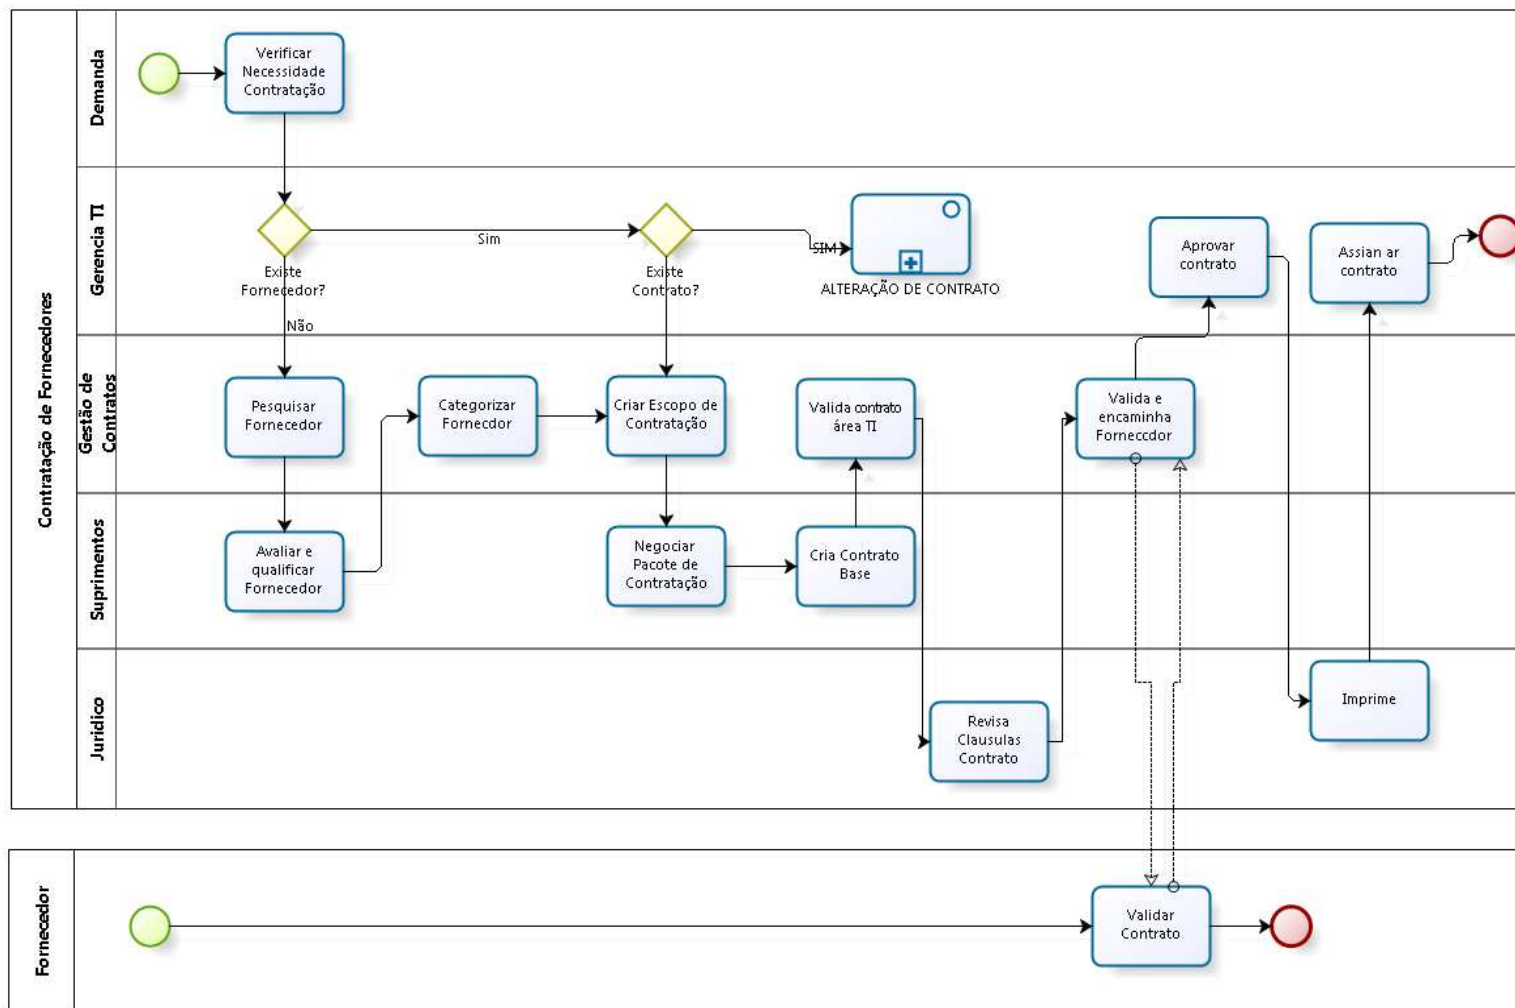 Contratação de Fornecedores
Demanda
Verificar
Necessidade
Contratação
Gerencia TI
Existe
Fornecedor?
Sim
Não
Existe
Contrato?
SIM
ALTERAÇÃO DE CONTRATO
Aprovar
contrato
Assian ar
contrato
Gestão de
Contratos
Pesquisar
Fornecedor
Categorizar
Fornecdor
Criar Escopo de
Contratação
Valida contrato
área TI
Valida e
encaminha
Forneccdor
Suprimentos
Avaliar e
qualificar
Fornecedor
Negociar
Pacote de
Contratação
Cria Contrato
Base
Jurídico
Revisa
Clausulas
Contrato
Imprime
Fornecedor
Validar
Contrato